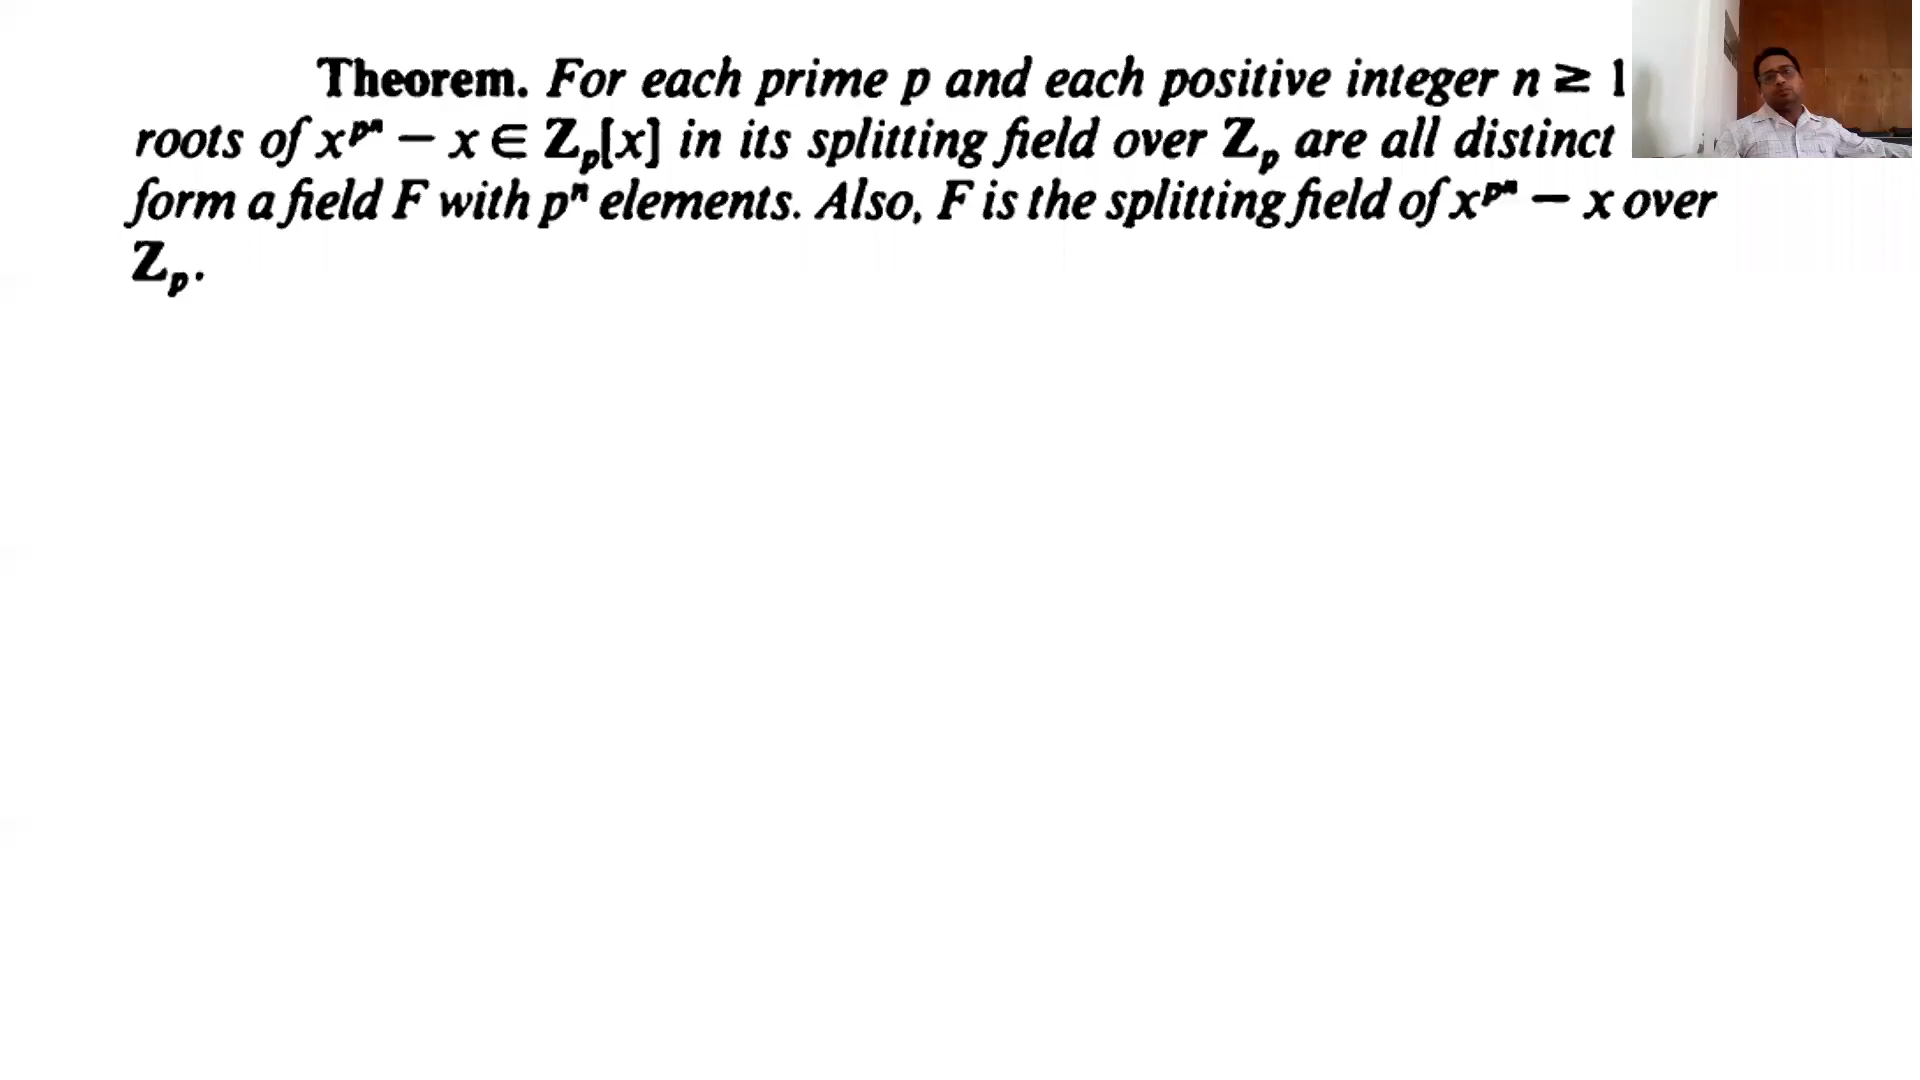 Theorem. For each prime p and each positive integer n ≥ 1
roots of x^{p^n} − x ∈ Z_p[x] in its splitting field over Z_p are all distinct
form a field F with p^n elements. Also, F is the splitting field of x^{p^n} − x over
Z_p.